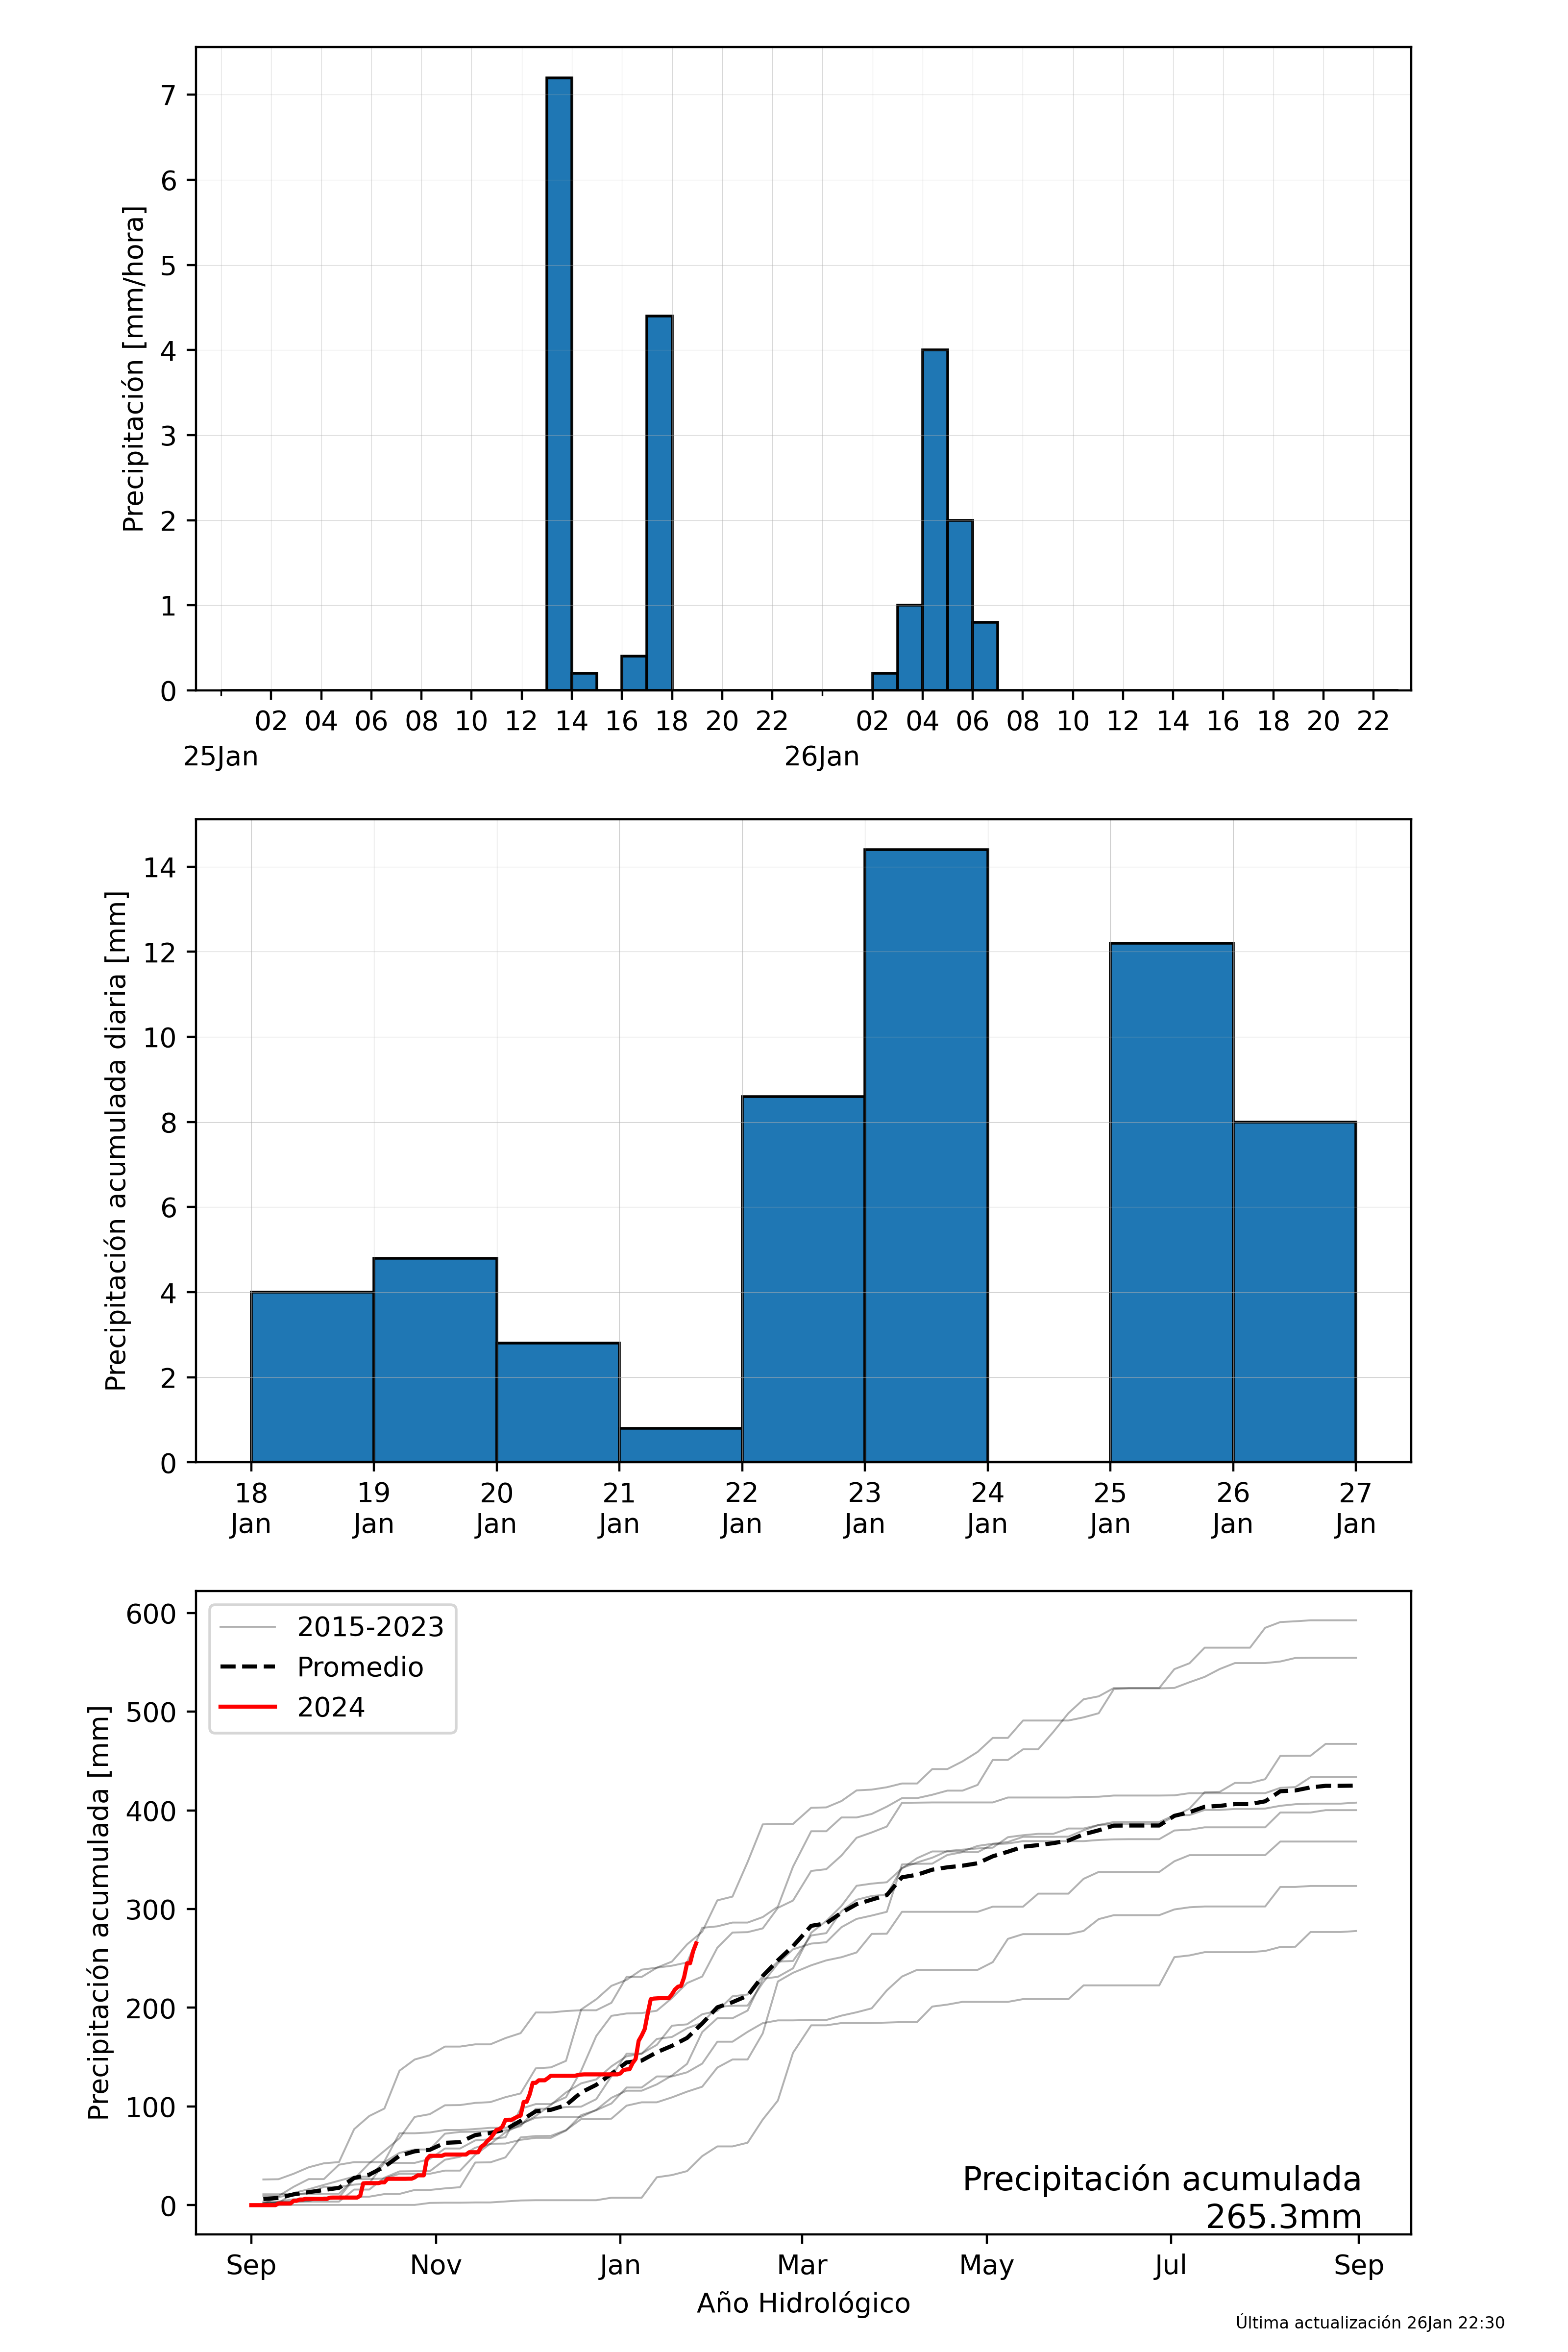 Precipitación [mm/hora]
7
6
5
4
3
2
1
0
02 04 06 08 10 12 14 16 18 20 22 02 04 06 08 10 12 14 16 18 20 22
25Jan 26Jan
Precipitación acumulada diaria [mm]
14
12
10
8
6
4
2
0
18 19 20 21 22 23 24 25 26 27
Jan Jan Jan Jan Jan Jan Jan Jan Jan Jan
Precipitación acumulada [mm]
600
500
400
300
200
100
0
2015-2023
Promedio
2024
Precipitación acumulada
265.3mm
Sep Nov Jan Mar May Jul Sep
Año Hidrológico
Última actualización 26Jan 22:30